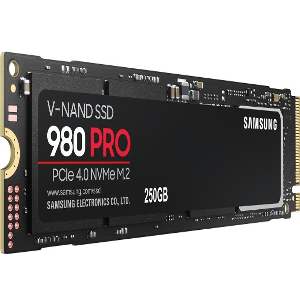 V-NAND SSD
980 PRO
PCIe 4.0 NVMe M.2
www.samsung.com/ssd
SAMSUNG ELECTRONICS CO., LTD.
SAMSUNG
250GB